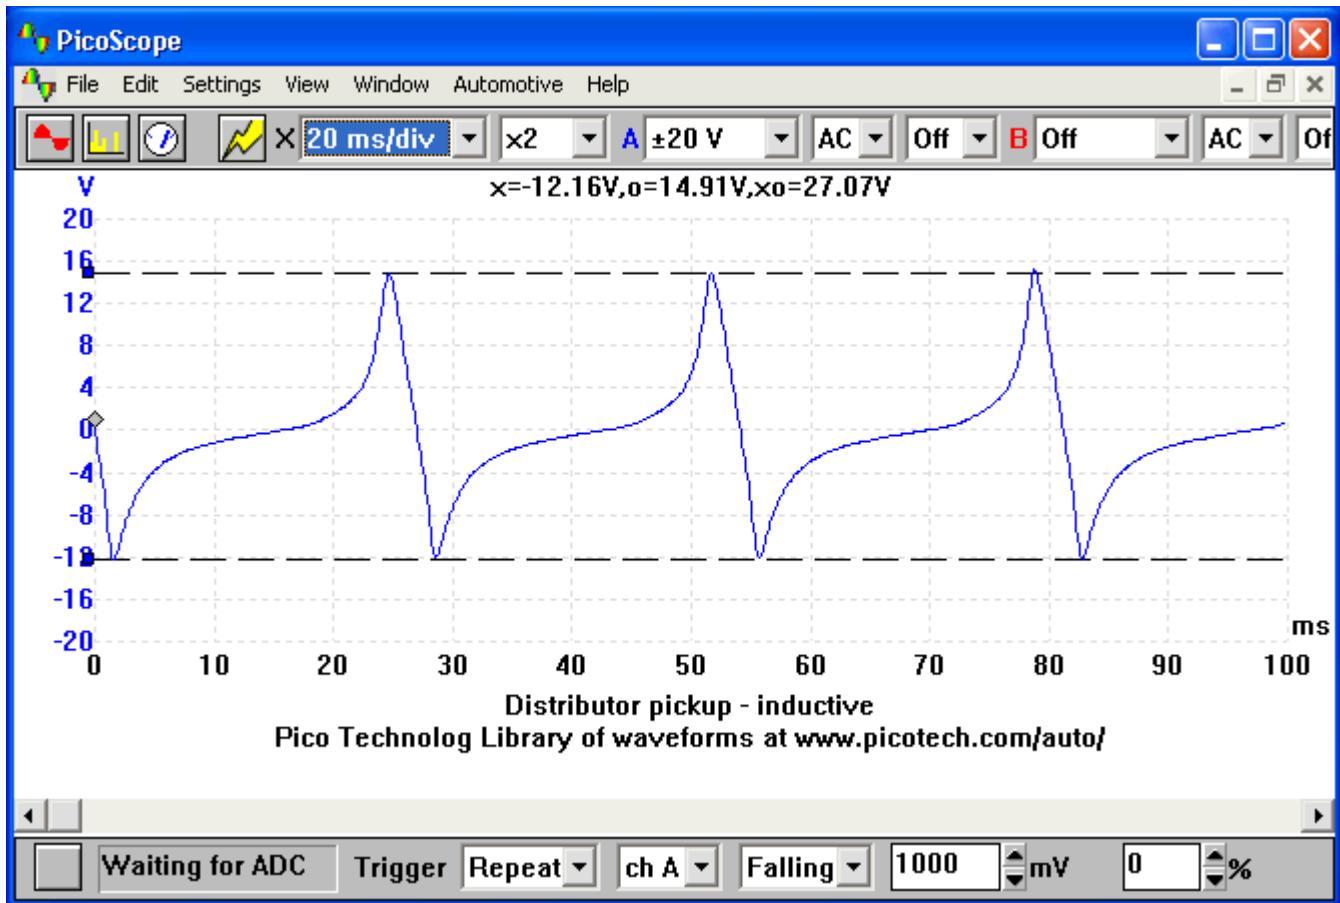 PicoScope
File Edit Settings View Window Automotive Help
X 20 ms/div x2 A ±20 V AC Off B Off AC Of
V x=-12.16V,o=14.91V,xo=27.07V
20
16
12
8
4
0
-4
-8
-12
-16
-20
ms
0 10 20 30 40 50 60 70 80 90 100
Distributor pickup - inductive
Pico Technolog Library of waveforms at www.picotech.com/auto/
Waiting for ADC Trigger Repeat ch A Falling 1000 mV 0 %